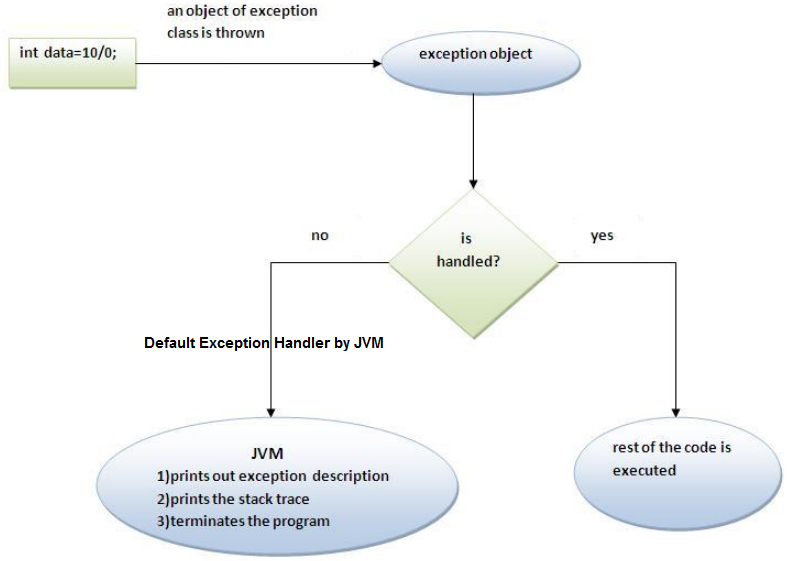 an object of exception
class is thrown
int data=10/0;
exception object
is
handled?
no
yes
Default Exception Handler by JVM
JVM
1)prints out exception description
2)prints the stack trace
3)terminates the program
rest of the code is
executed